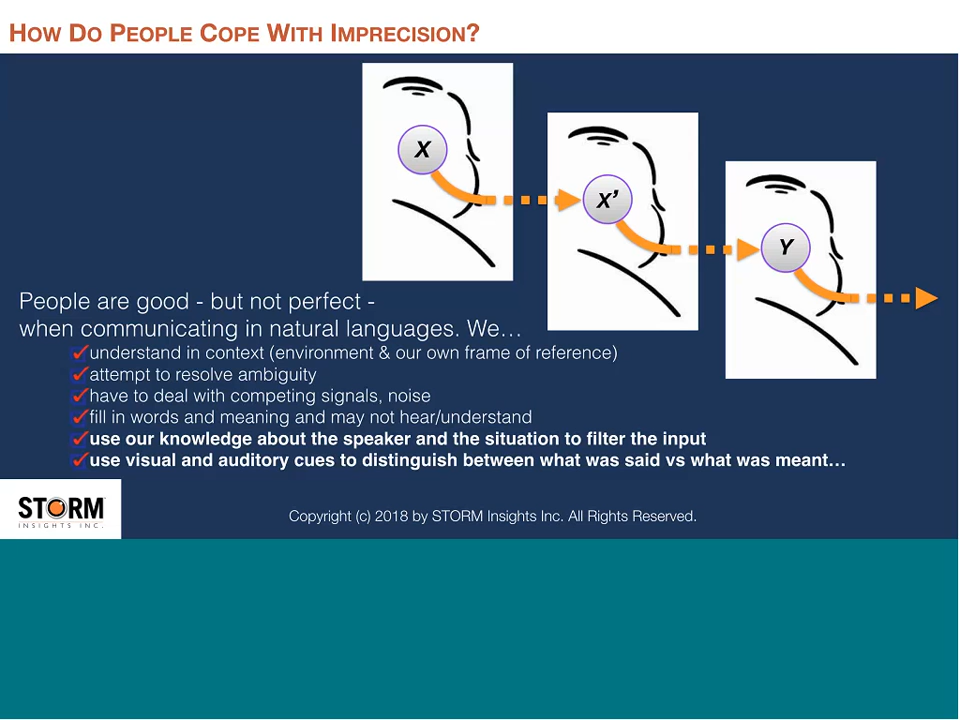 HOW DO PEOPLE COPE WITH IMPRECISION?
X
X’
Y
People are good - but not perfect -
when communicating in natural languages. We…
understand in context (environment & our own frame of reference)
attempt to resolve ambiguity
have to deal with competing signals, noise
fill in words and meaning and may not hear/understand
use our knowledge about the speaker and the situation to filter the input
use visual and auditory cues to distinguish between what was said vs what was meant…
STORM
INSIGHTS INC.
Copyright (c) 2018 by STORM Insights Inc. All Rights Reserved.